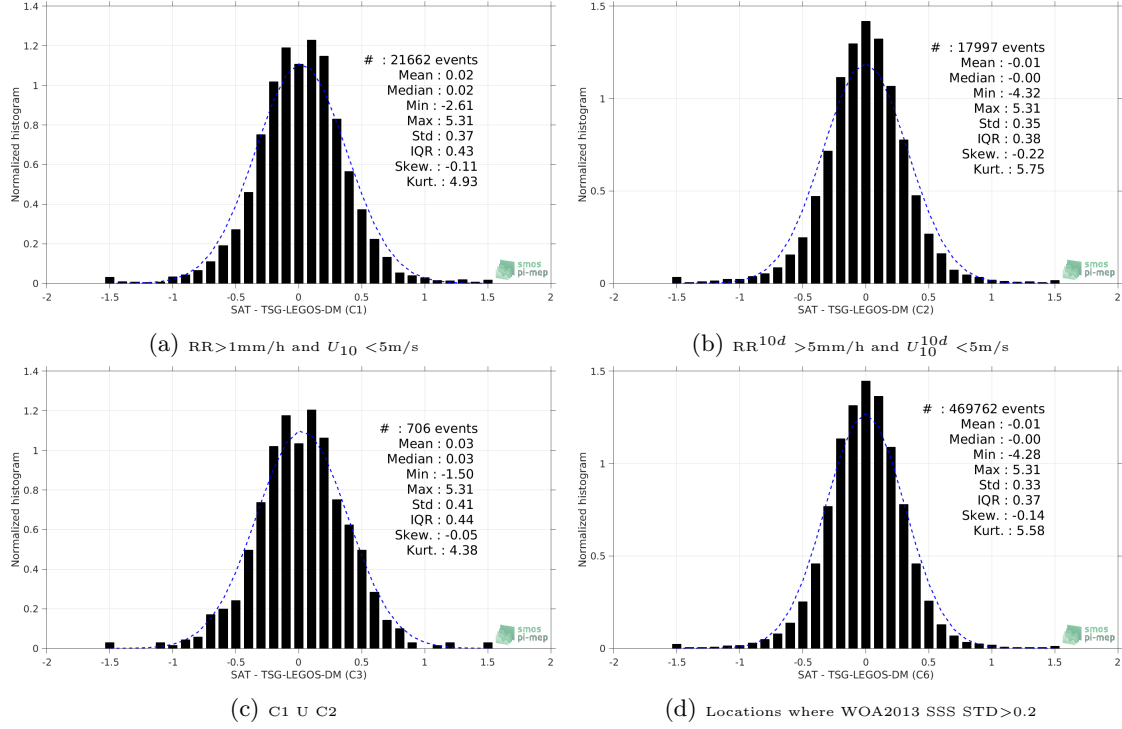 1.4
1.2
1
0.8
0.6
0.4
0.2
0
Normalized histogram
# : 21662 events
Mean : 0.02
Median : 0.02
Min : -2.61
Max : 5.31
Std : 0.37
IQR : 0.43
Skew. : -0.11
Kurt. : 4.93
smos
pi-mep
-2 -1.5 -1 -0.5 0 0.5 1 1.5 2
SAT - TSG-LEGOS-DM (C1)
(a) RR>1mm/h and U10 <5m/s
1.5
1
0.5
0
Normalized histogram
# : 17997 events
Mean : -0.01
Median : -0.00
Min : -4.32
Max : 5.31
Std : 0.35
IQR : 0.38
Skew. : -0.22
Kurt. : 5.75
smos
pi-mep
-2 -1.5 -1 -0.5 0 0.5 1 1.5 2
SAT - TSG-LEGOS-DM (C2)
(b) RR10d >5mm/h and U10 10d <5m/s
1.4
1.2
1
0.8
0.6
0.4
0.2
0
Normalized histogram
# : 706 events
Mean : 0.03
Median : 0.03
Min : -1.50
Max : 5.31
Std : 0.41
IQR : 0.44
Skew. : -0.05
Kurt. : 4.38
smos
pi-mep
-2 -1.5 -1 -0.5 0 0.5 1 1.5 2
SAT - TSG-LEGOS-DM (C3)
(c) C1 U C2
1.5
1
0.5
0
Normalized histogram
# : 469762 events
Mean : -0.01
Median : -0.00
Min : -4.28
Max : 5.31
Std : 0.33
IQR : 0.37
Skew. : -0.14
Kurt. : 5.58
smos
pi-mep
-2 -1.5 -1 -0.5 0 0.5 1 1.5 2
SAT - TSG-LEGOS-DM (C6)
(d) Locations where WOA2013 SSS STD>0.2